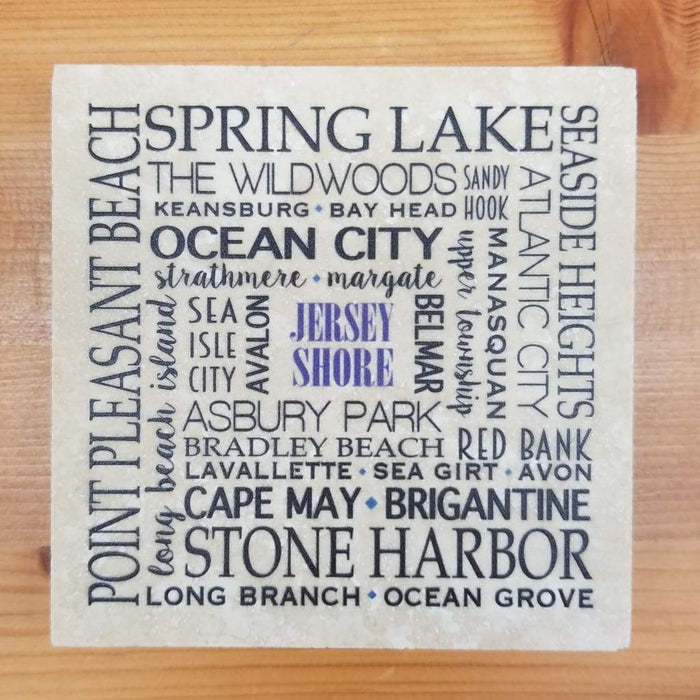 POINT PLEASANT BEACH
SPRING LAKE
SEASIDE HEIGHTS
THE WILDWOODS
SANDY
HOOK
ATLANTIC CITY
KEANSBURG • BAY HEAD
OCEAN CITY
upper township
MANASQUAN
strathmere • margate
long beach island
SEA
ISLE
CITY
AVALON
JERSEY
SHORE
BELMAR
ASBURY PARK
BRADLEY BEACH
RED BANK
LAVALLETTE • SEA GIRT • AVON
CAPE MAY • BRIGANTINE
STONE HARBOR
LONG BRANCH • OCEAN GROVE